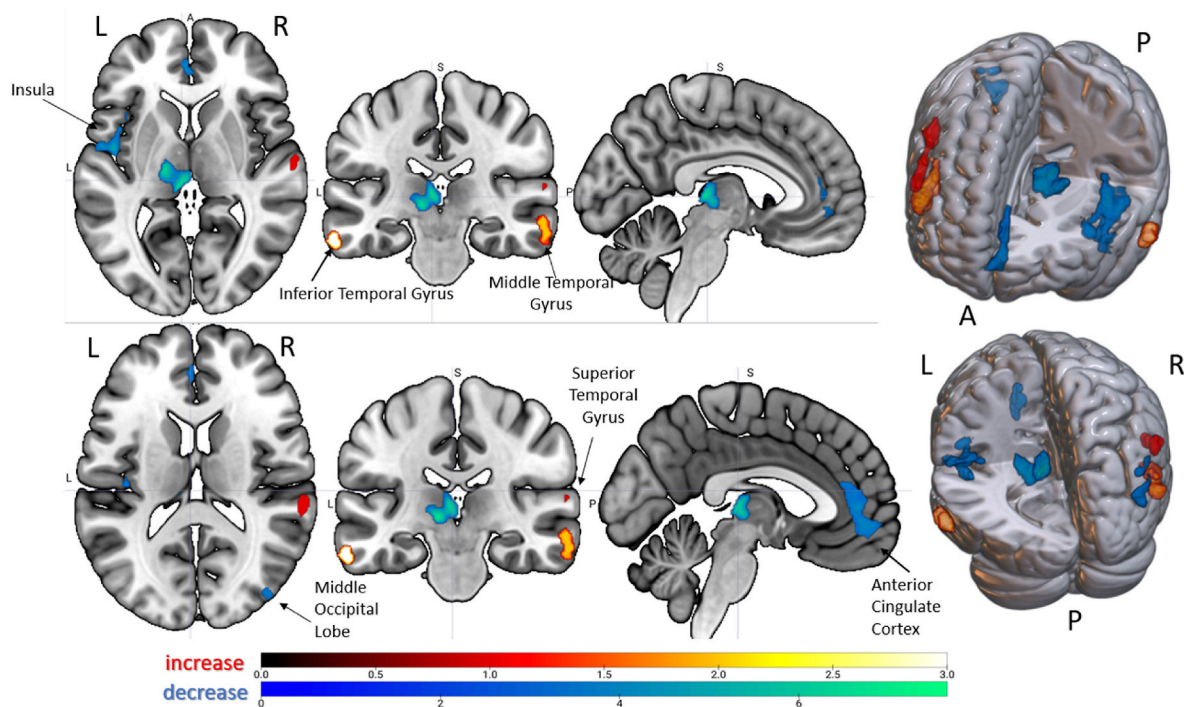 L
A
R
S
S
P
Insula
L
L
P
Inferior Temporal Gyrus
Middle Temporal
Gyrus
A
L
R
S
Superior
Temporal
Gyrus
S
L
R
L
L
P
Middle
Occipital
Lobe
Anterior
Cingulate
Cortex
P
increase
0.0 0.5 1.0 1.5 2.0 2.5 3.0
decrease
0 2 4 6